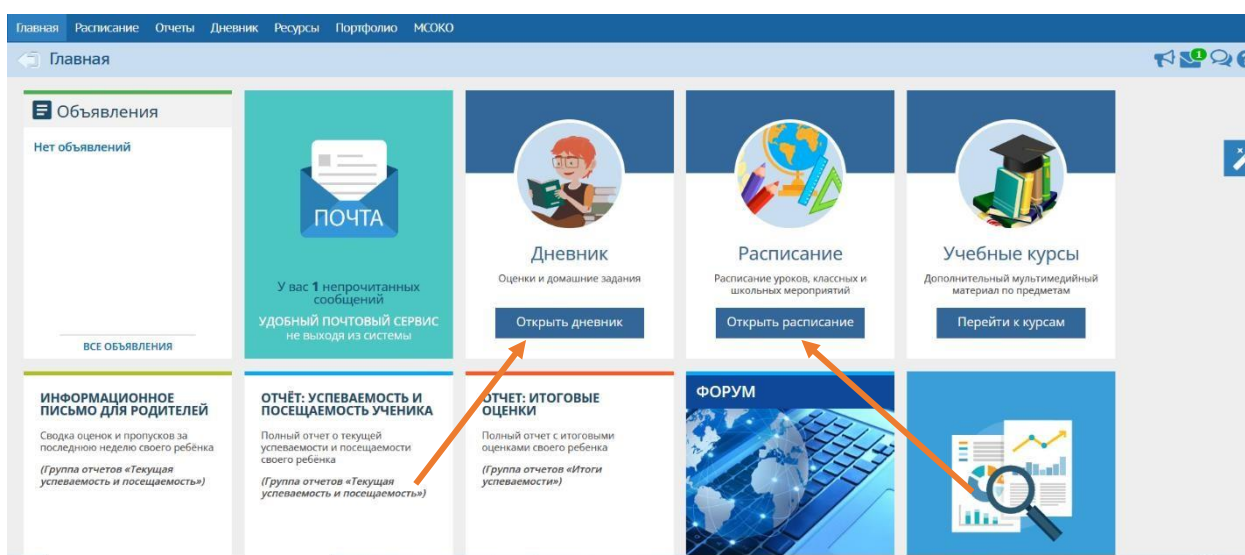 Главная Расписание Отчеты Дневник Ресурсы Портфолио МСОКО
Главная
1
Объявления
Нет объявлений
ВСЕ ОБЪЯВЛЕНИЯ
ПОЧТА
У вас 1 непрочитанных
сообщений
УДОБНЫЙ ПОЧТОВЫЙ СЕРВИС
не выходя из системы
Дневник
Оценки и домашние задания
Открыть дневник
Расписание
Расписание уроков, классных и
школьных мероприятий
Открыть расписание
Учебные курсы
Дополнительный мультимедийный
материал по предметам
Перейти к курсам
ИНФОРМАЦИОННОЕ
ПИСЬМО ДЛЯ РОДИТЕЛЕЙ
Сводка оценок и пропусков за
последнюю неделю своего ребёнка
(Группа отчетов «Текущая
успеваемость и посещаемость»)
ОТЧЁТ: УСПЕВАЕМОСТЬ И
ПОСЕЩАЕМОСТЬ УЧЕНИКА
Полный отчет о текущей
успеваемости и посещаемости
своего ребёнка
(Группа отчетов «Текущая
успеваемость и посещаемость»)
ОТЧЕТ: ИТОГОВЫЕ
ОЦЕНКИ
Полный отчет с итоговыми
оценками своего ребенка
(Группа отчетов «Итоги
успеваемости»)
ФОРУМ